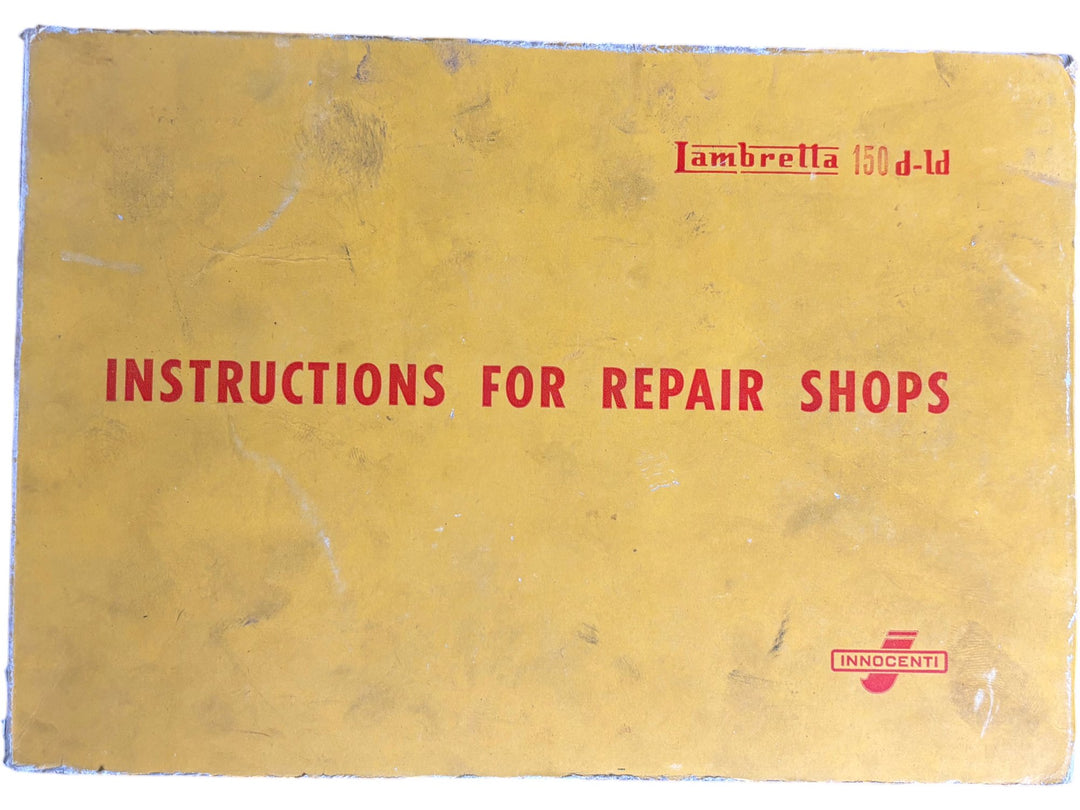 Lambretta 150 d-ld
INSTRUCTIONS FOR REPAIR SHOPS
INNOCENTI